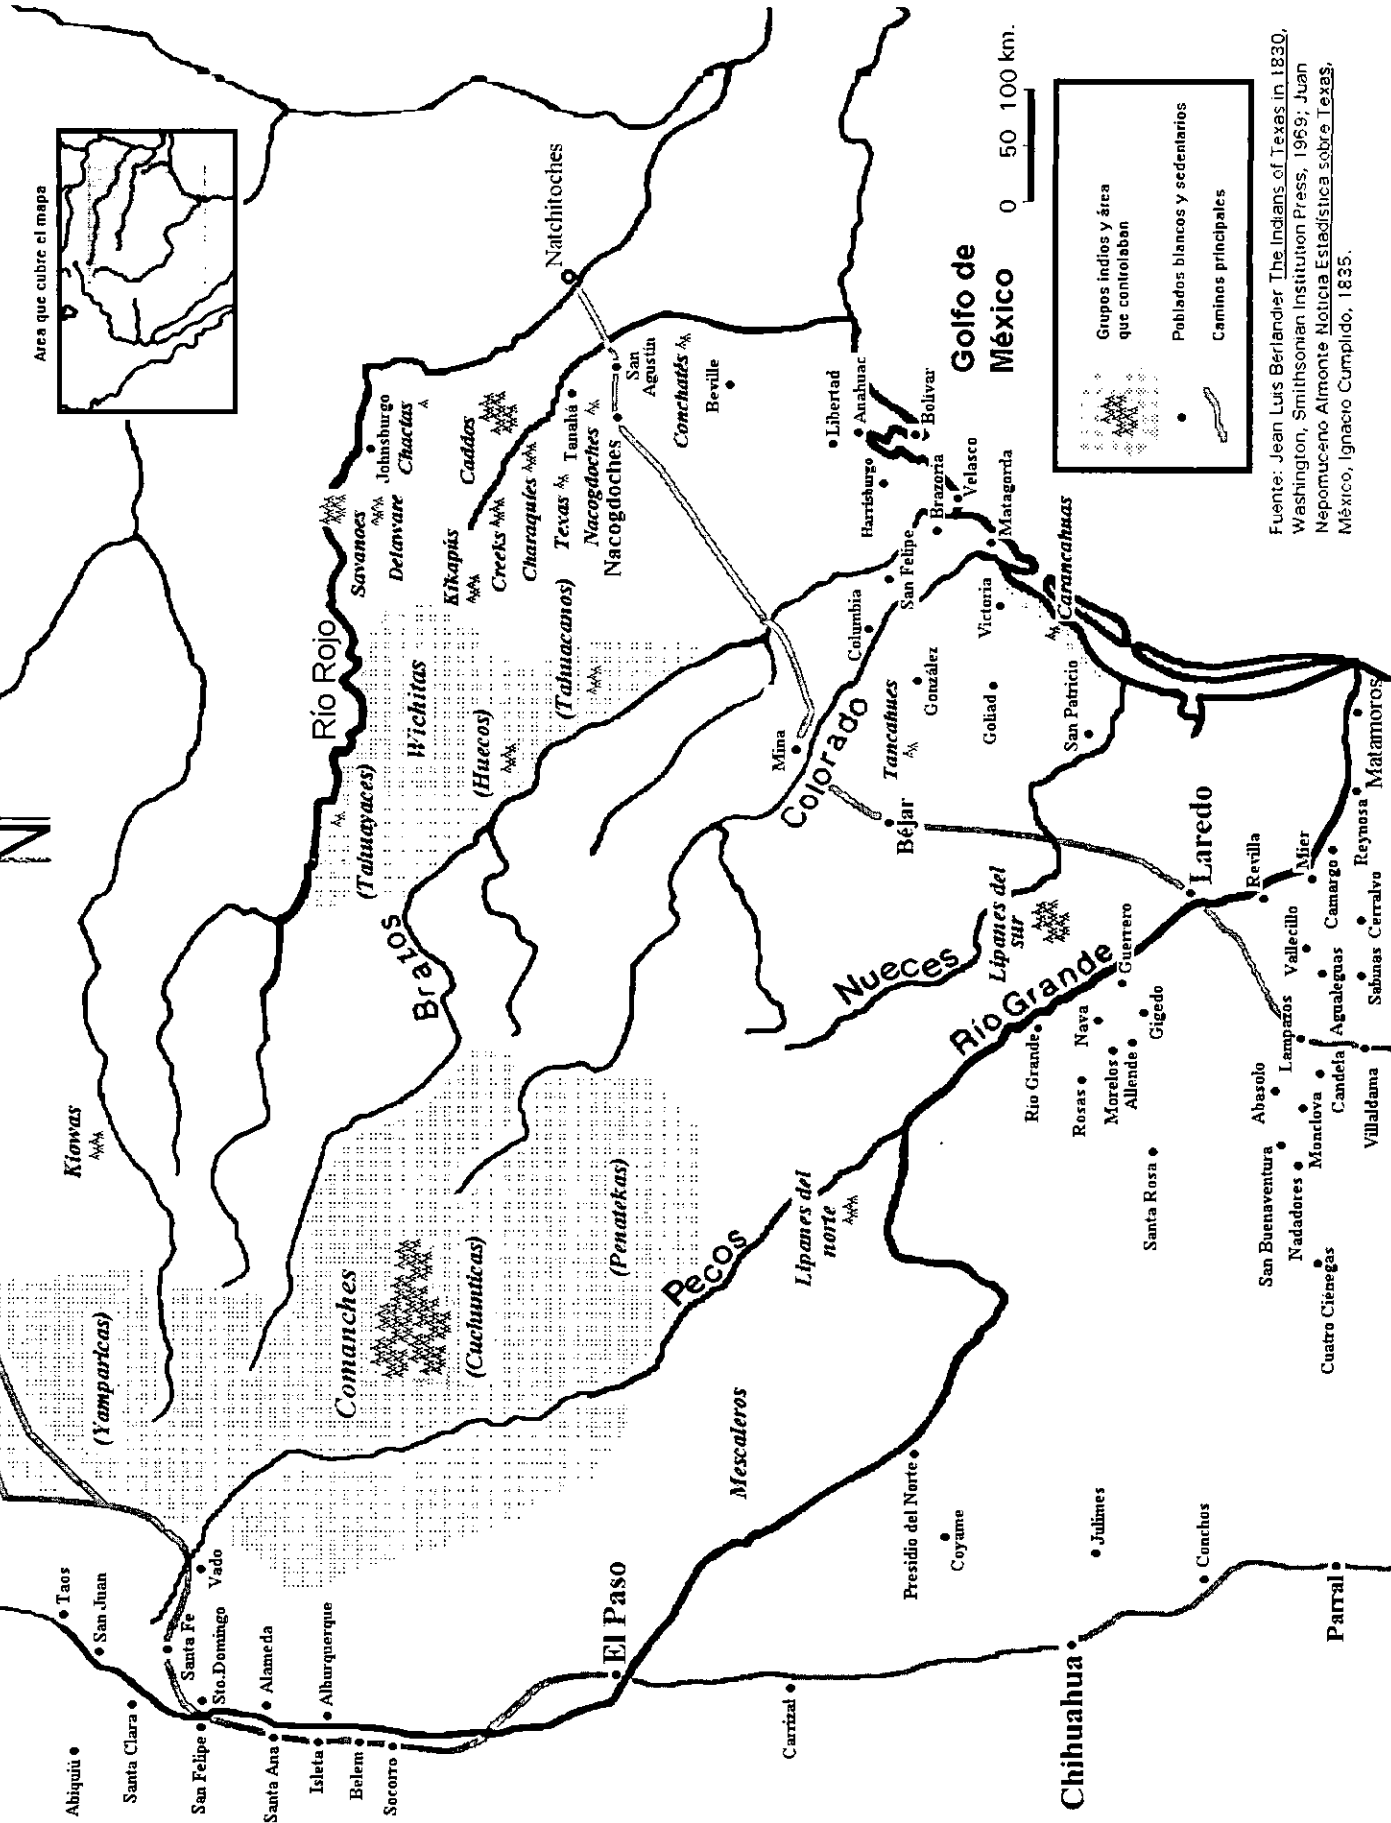 N
Area que cubre el mapa
Abiquiú
Taos
San Juan
Santa Clara
Santa Fe
Sto.Domingo
San Felipe
Vado
Santa Ana
Alameda
Isleta
Alburquerque
Belem
Socorro
El Paso
Carrizal
Chihuahua
Presidio del Norte
Coyame
Julimes
Conchos
Parral
(Yamparicas)
Kiowas
Comanches
(Cuchunticas)
(Penatekas)
Mescaleros
Pecos
Lipanes del
norte
Brazos
Río Rojo
(Tahuayaces)
Wichitas
(Huecos)
(Tahuacanos)
Savanoes
Delaware
Johnsburgo
Chactas
Kikapús
Caddos
Creeks
Charaquíes
Texas
Tanahá
Nacogdoches
Nacogdoches
San
Agustín
Natchitoches
Conchatés
Beville
Libertad
Anahuac
Harrisburgo
Bolivar
Brazoria
Velasco
San Felipe
Matagorda
Columbia
Mina
Colorado
Tancahues
González
Victoria
Goliad
Carancahuas
San Patricio
Béjar
Nueces
Lipanes del
sur
Río Grande
Laredo
Guerrero
Río Grande
Nava
Rosas
Morelos
Allende
Gigedo
Santa Rosa
Revilla
Mier
Vallecillo
Camargo
Reynosa
Matamoros
Lampazos
Agualeguas
Sabinas
Cerralvo
Abasolo
Candela
Monclova
Villaldama
San Buenaventura
Nadadores
Cuatro Ciénegas
Golfo de
México
0 50 100 km.
Grupos indios y área
que controlaban
Poblados blancos y sedentarios
Caminos principales
Fuente: Jean Luis Berlandier The Indians of Texas in 1830,
Washington, Smithsonian Institution Press, 1969; Juan
Nepomuceno Almonte Noticia Estadística sobre Texas,
México, Ignacio Cumplido, 1835.